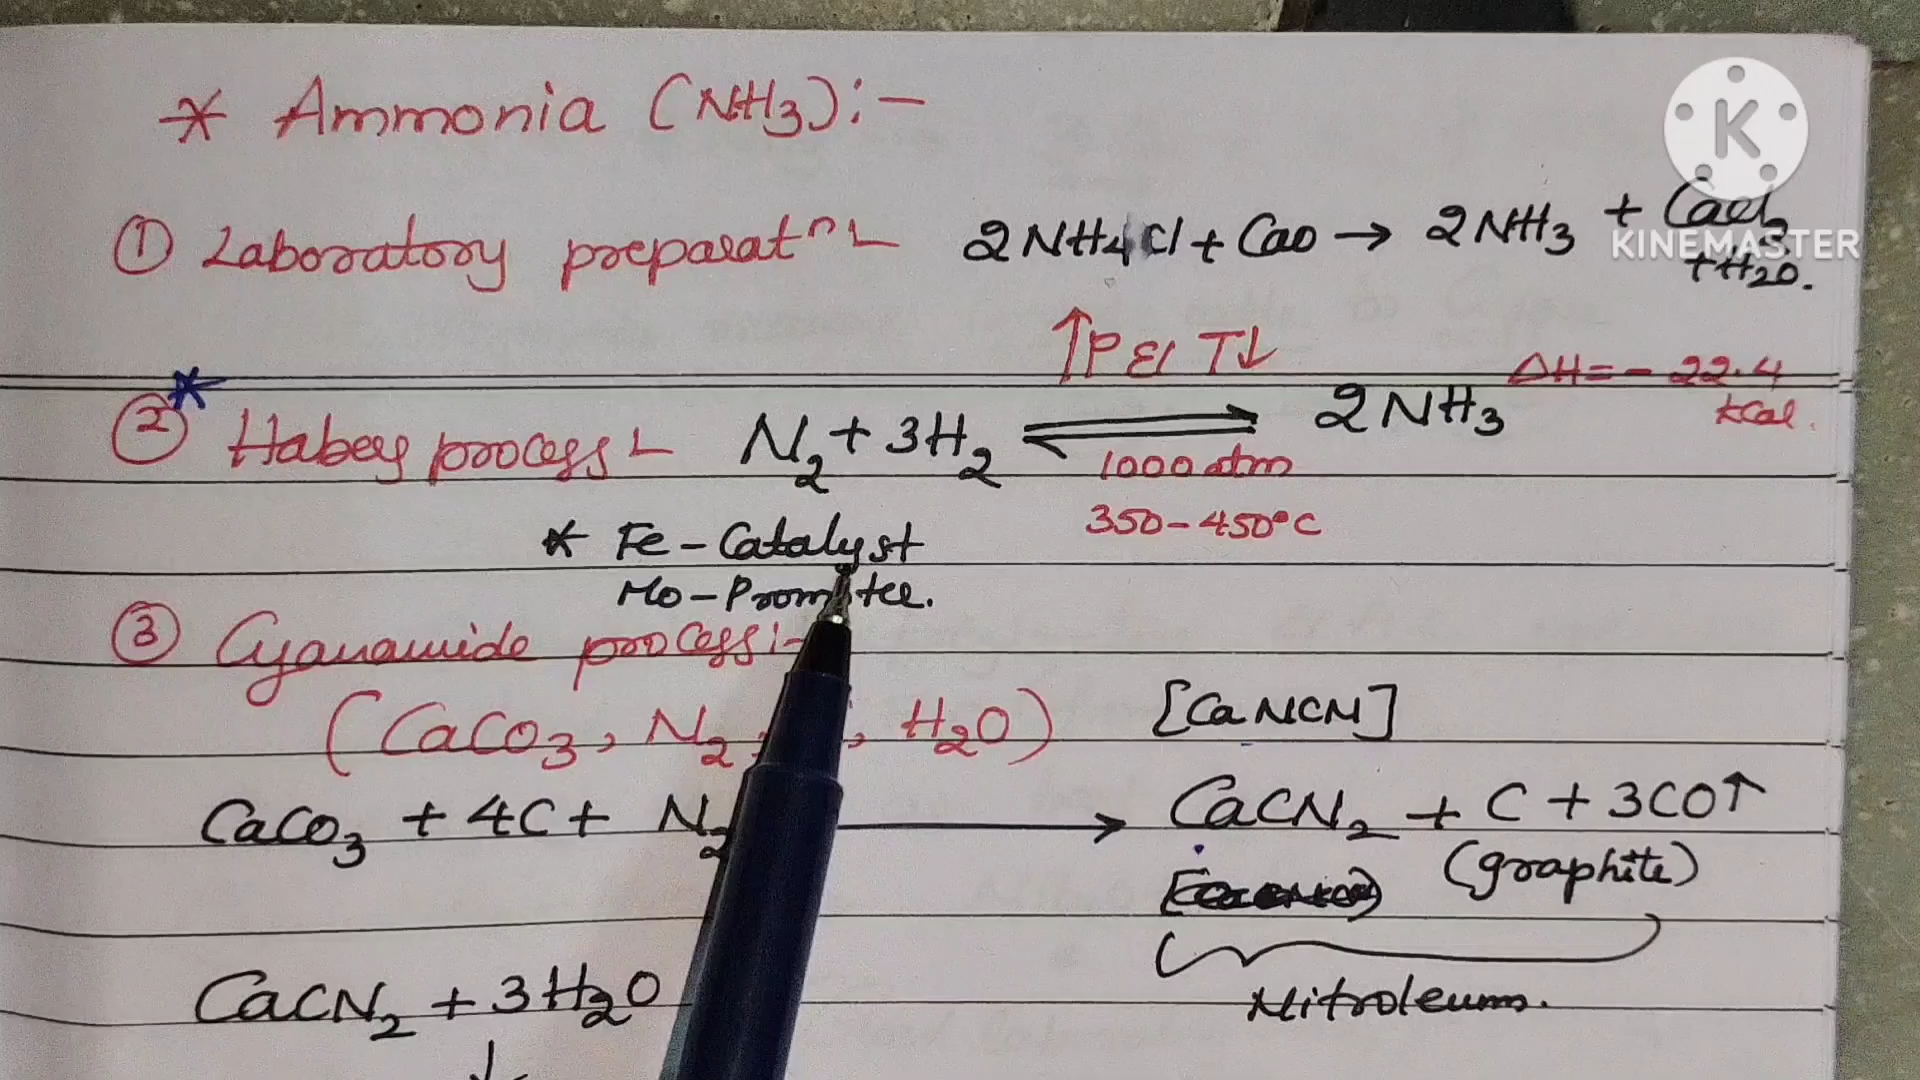 * Ammonia (NH3):-
① Laboratory preparatn:- 2NH4Cl + CaO → 2NH3 + CaCl2 + H2O.
↑P & T↓
ΔH = - 22.4 kcal.
② * Habers process:- N2 + 3H2 ⇌ 2NH3
1000 atm
350-450°C
* Fe-Catalyst
Mo-Promoter.
③ Cyanamide process:-
(CaCO3, N2, , H2O) [CaNCN]
CaCO3 + 4C + N2 → CaCN2 + C + 3CO↑
(graphite)
Nitroleum.
CaCN2 + 3H2O
↓
K
KINEMASTER